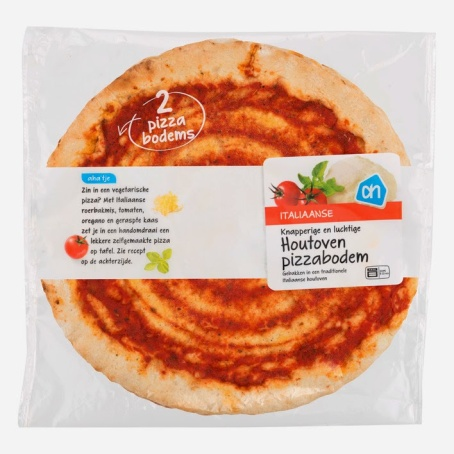 2
pizza
bodems
aha'tje
Zin in een vegetarische
pizza? Met Italiaanse
roerbakmix, tomaten,
oregano en geraspte kaas
zet je in een handomdraai een
lekkere zelfgemaakte pizza
op tafel. Zie recept
op de achterzijde.
ah
ITALIAANSE
Knapperige en luchtige
Houtoven
pizzabodem
Gebakken in een traditionele
Italiaanse houtoven